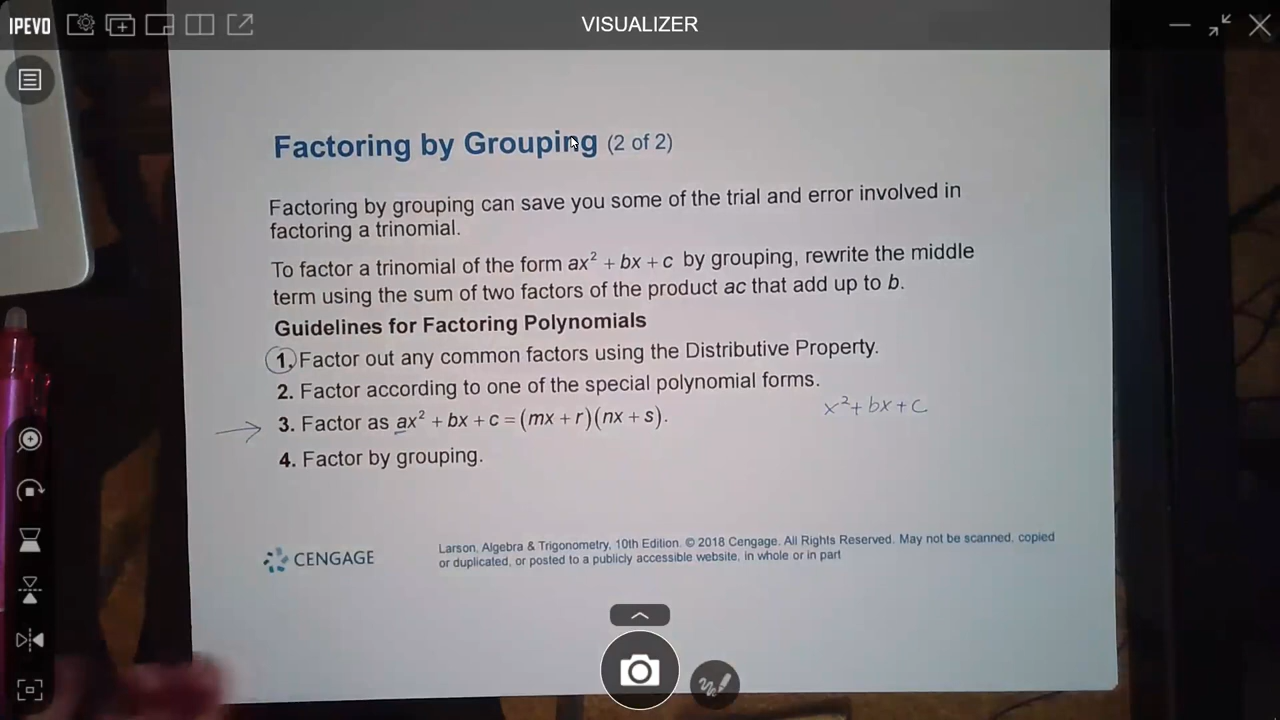 IPEVO
VISUALIZER
Factoring by Grouping (2 of 2)
Factoring by grouping can save you some of the trial and error involved in
factoring a trinomial.
To factor a trinomial of the form ax² + bx + c by grouping, rewrite the middle
term using the sum of two factors of the product ac that add up to b.
Guidelines for Factoring Polynomials
1. Factor out any common factors using the Distributive Property.
2. Factor according to one of the special polynomial forms.
x² + bx + c
3. Factor as ax² + bx + c = (mx + r)(nx + s).
4. Factor by grouping.
CENGAGE
Larson, Algebra & Trigonometry, 10th Edition. © 2018 Cengage. All Rights Reserved. May not be scanned, copied
or duplicated, or posted to a publicly accessible website, in whole or in part